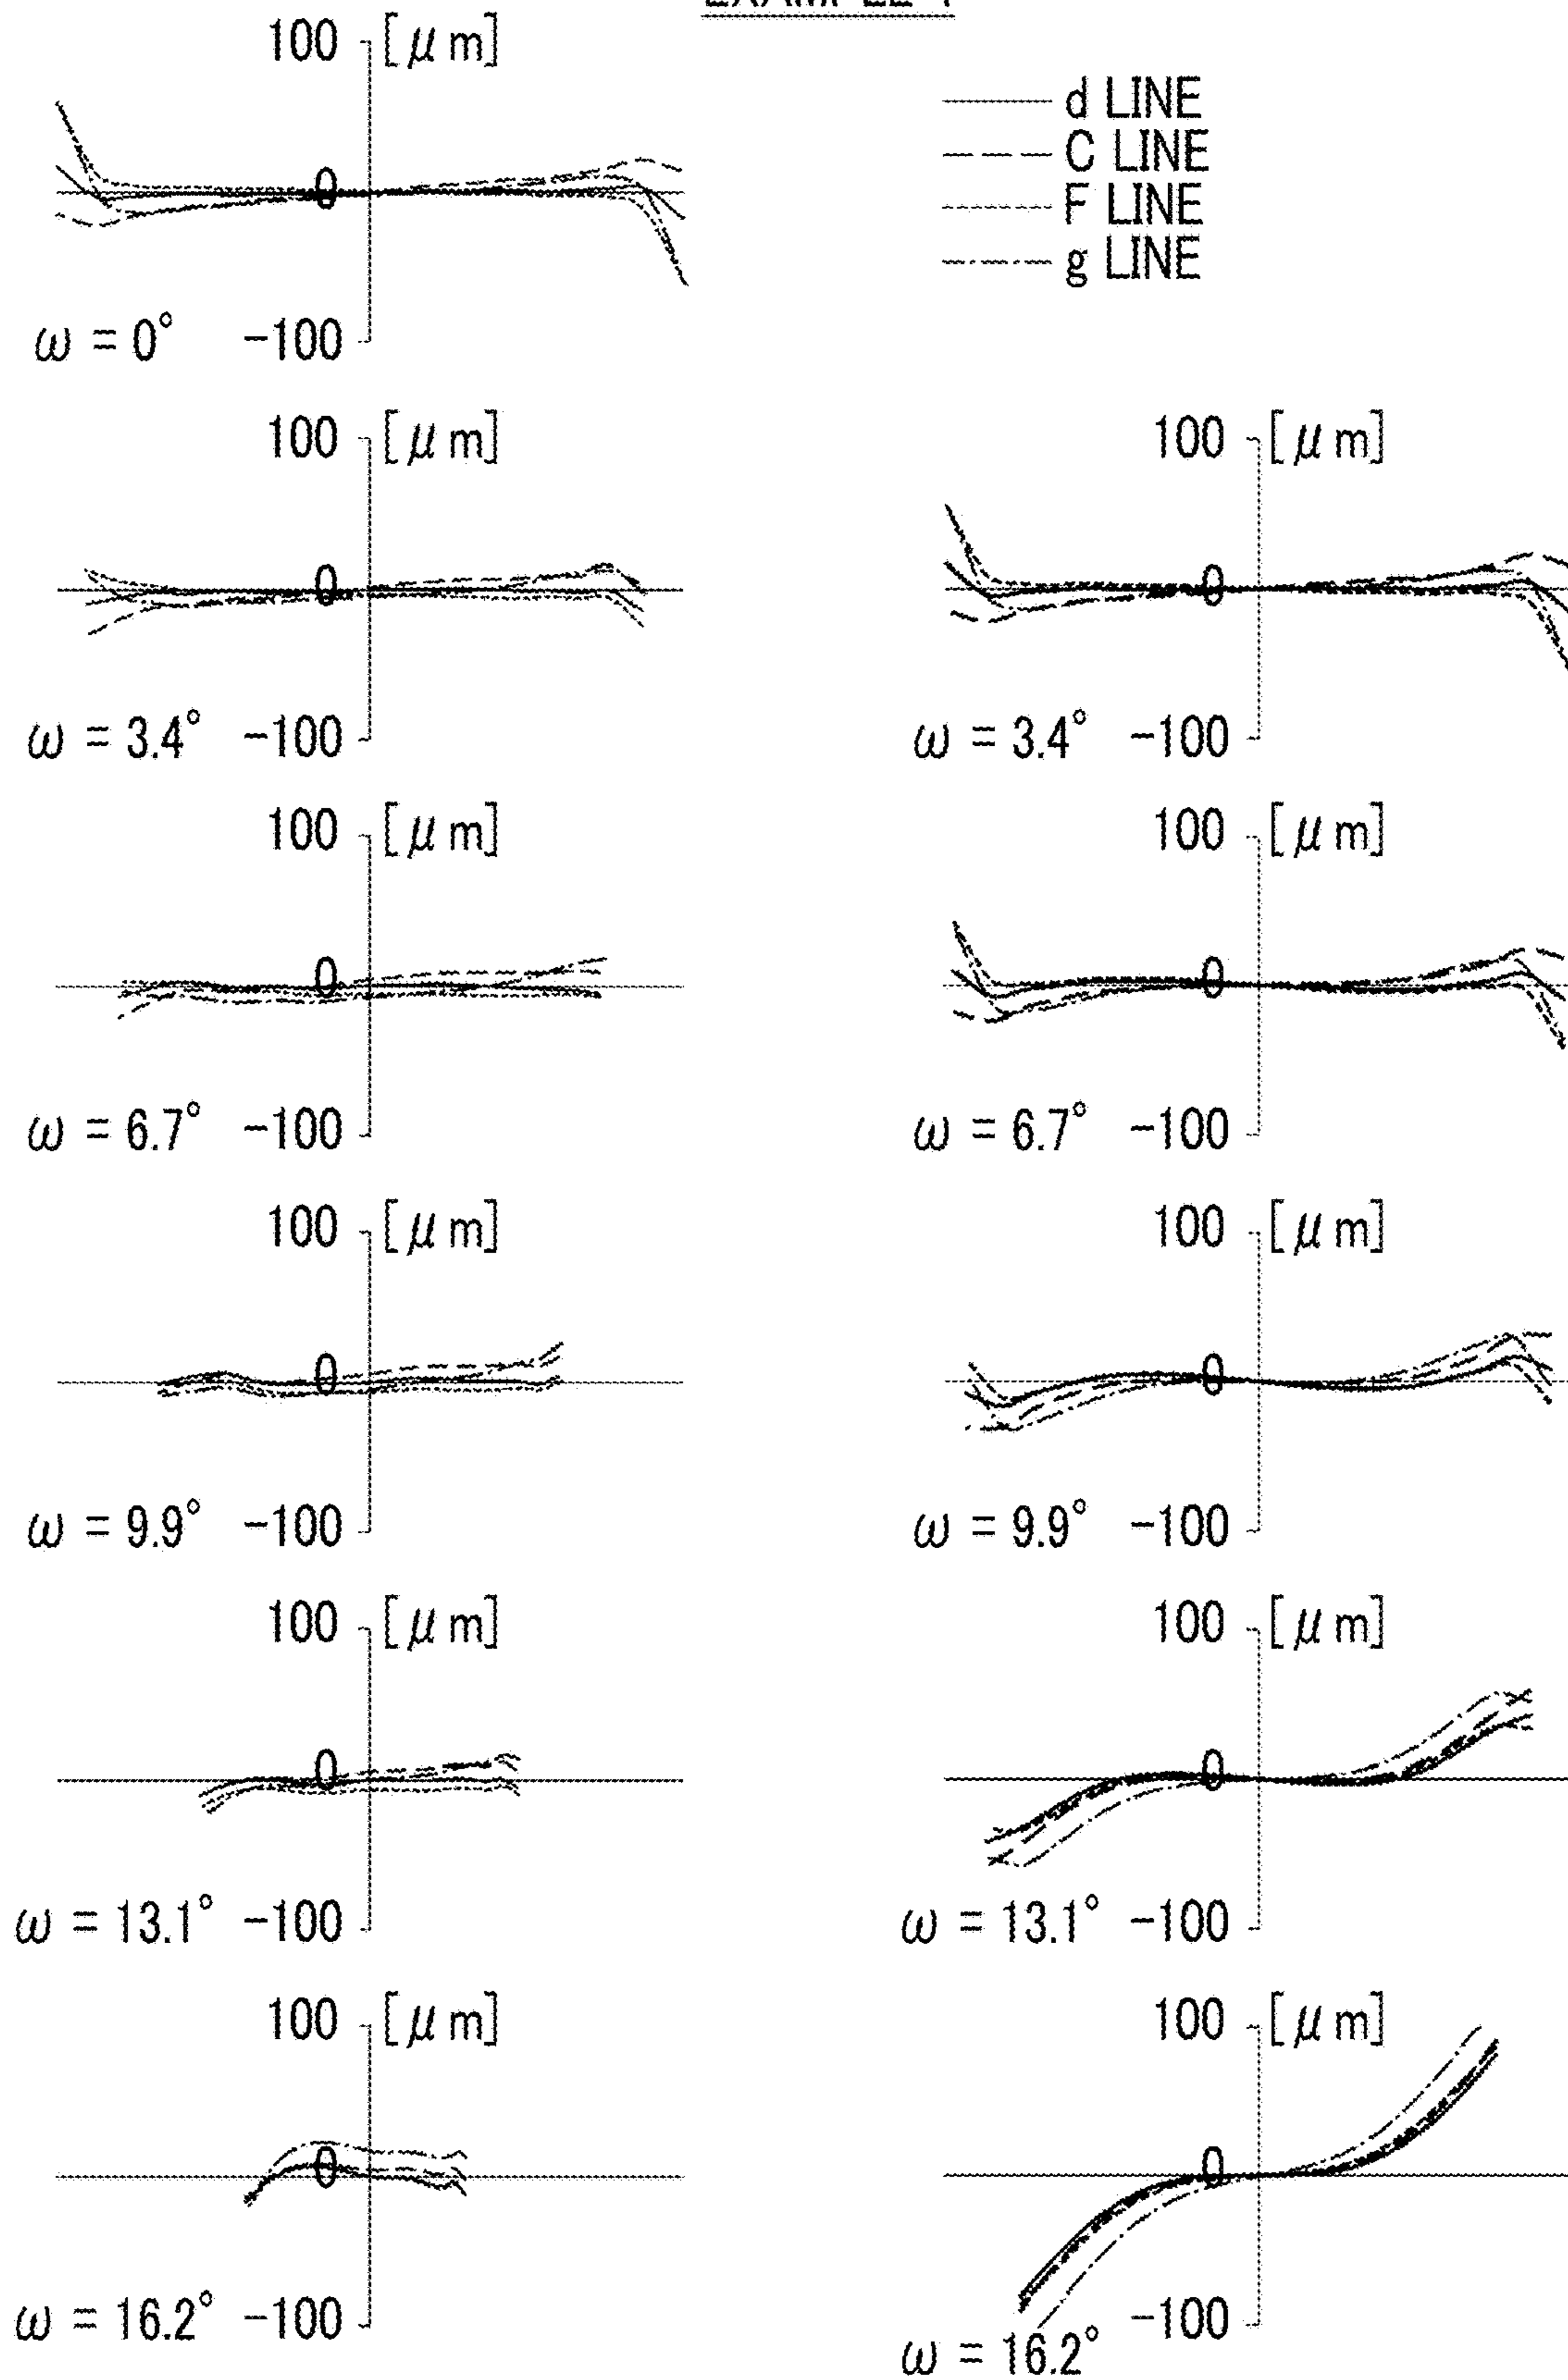 100 [μm]
d LINE
C LINE
F LINE
g LINE
0
ω = 0° -100
100 [μm] 100 [μm]
0 0
ω = 3.4° -100 ω = 3.4° -100
100 [μm] 100 [μm]
0 0
ω = 6.7° -100 ω = 6.7° -100
100 [μm] 100 [μm]
0 0
ω = 9.9° -100 ω = 9.9° -100
100 [μm] 100 [μm]
0 0
ω = 13.1° -100 ω = 13.1° -100
100 [μm] 100 [μm]
0 0
ω = 16.2° -100 ω = 16.2° -100